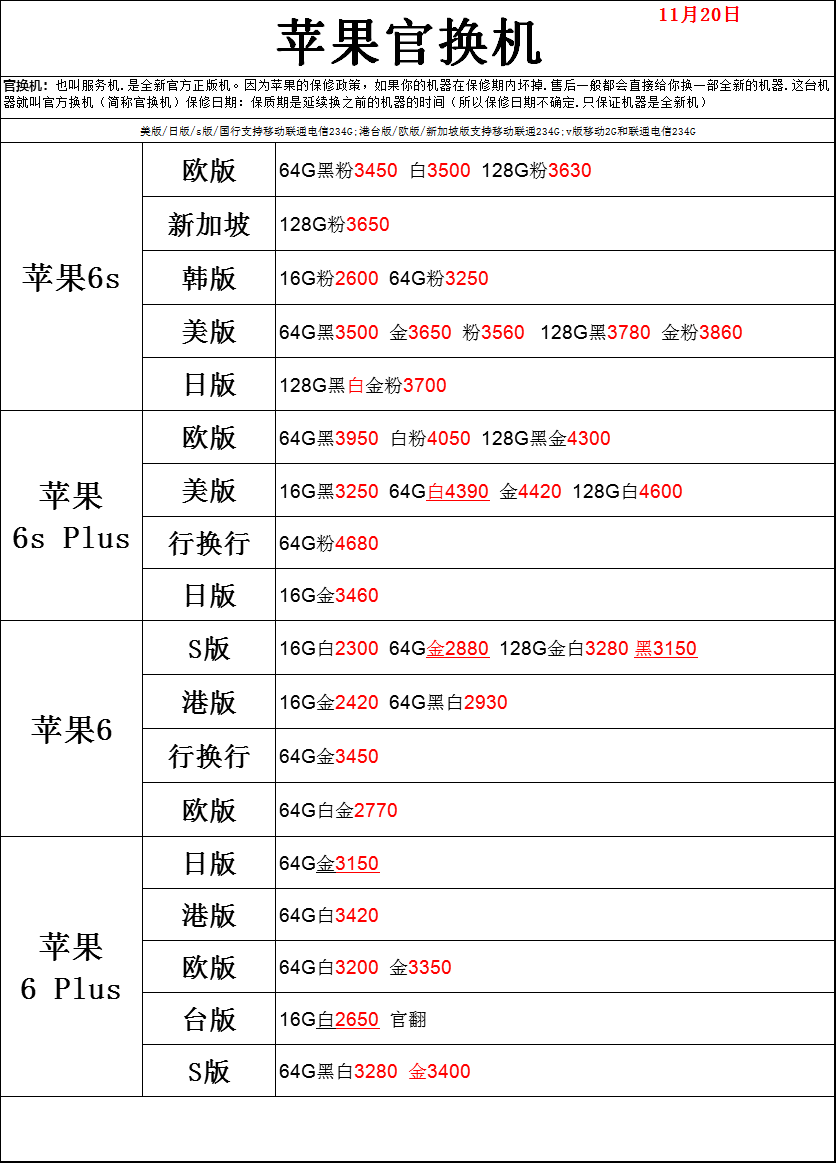 11月20日
苹果官换机
官换机：也叫服务机.是全新官方正版机。因为苹果的保修政策，如果你的机器在保修期内坏掉.售后一般都会直接给你换一部全新的机器.这台机
器就叫官方换机（简称官换机）保修日期：保质期是延续换之前的机器的时间（所以保修日期不确定.只保证机器是全新机）
美版/日版/s版/国行支持移动联通电信234G;港台版/欧版/新加坡版支持移动联通234G;v版移动2G和联通电信234G
苹果6s
欧版 64G黑粉3450 白3500 128G粉3630
新加坡 128G粉3650
韩版 16G粉2600 64G粉3250
美版 64G黑3500 金3650 粉3560 128G黑3780 金粉3860
日版 128G黑白金粉3700
苹果
6s Plus
欧版 64G黑3950 白粉4050 128G黑金4300
美版 16G黑3250 64G白4390 金4420 128G白4600
行换行 64G粉4680
日版 16G金3460
苹果6
S版 16G白2300 64G金2880 128G金白3280 黑3150
港版 16G金2420 64G黑白2930
行换行 64G金3450
欧版 64G白金2770
苹果
6 Plus
日版 64G金3150
港版 64G白3420
欧版 64G白3200 金3350
台版 16G白2650 官翻
S版 64G黑白3280 金3400